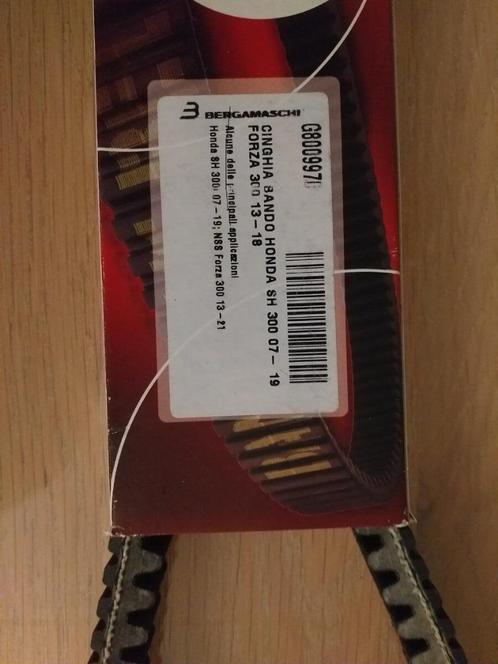 BERGAMASCHI
G800997B
CINGHIA BANDO HONDA SH 300 07 - 19
FORZA 300 13 - 18
Alcune delle principali applicazioni
Honda SH 300i 07 - 19; NSS Forza 300 13 - 21